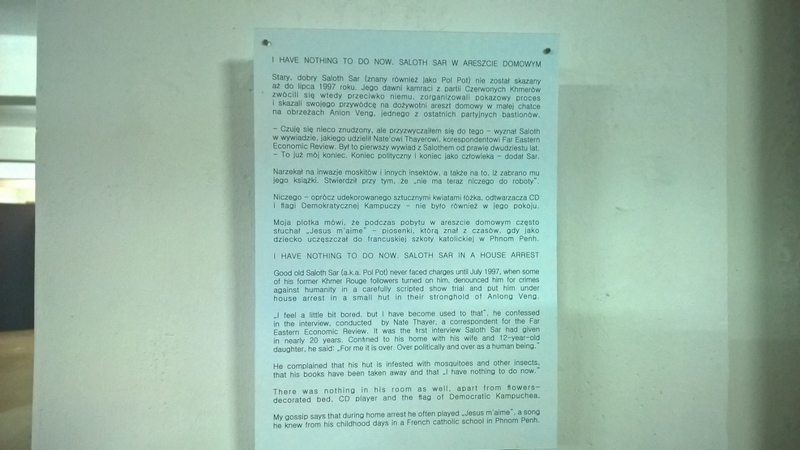 I HAVE NOTHING TO DO NOW. SALOTH SAR W ARESZCIE DOMOWYM
Stary, dobry Saloth Sar (znany również jako Pol Pot) nie został skazany
aż do lipca 1997 roku. Jego dawni kamraci z partii Czerwonych Khmerów
zwócili się wtedy przeciwko niemu, zorganizowali pokazowy proces
i skazali swojego przywódcę na dożywotni areszt domowy w małej chatce
na obrzeżach Anlon Veng, jednego z ostatnich partyjnych bastionów.
– Czuję się nieco znudzony, ale przyzwyczaiłem się do tego – wyznał Saloth
w wywiadzie, jakiego udzielił Nate'owi Thayerowi, korespondentowi Far Eastern
Economic Review. Był to pierwszy wywiad z Salothem od prawie dwudziestu lat.
– To już mój koniec. Koniec polityczny i koniec jako człowieka – dodał Sar.
Narzekał na inwazje moskitów i innych insektów, a także na to, iż zabrano mu
jego książki. Stwierdził przy tym, że „nie ma teraz niczego do roboty".
Niczego – oprócz udekorowanego sztucznymi kwiatami łóżka, odtwarzacza CD
i flagi Demokratycznej Kampuczy – nie było również w jego pokoju.
Moja plotka mówi, że podczas pobytu w areszcie domowym często
słuchał „Jesus m'aime" – piosenki, którą znał z czasów, gdy jako
dziecko uczęszczał do francuskiej szkoły katolickiej w Phnom Penh.
I HAVE NOTHING TO DO NOW. SALOTH SAR IN A HOUSE ARREST
Good old Saloth Sar (a.k.a. Pol Pot) never faced charges until July 1997, when some
of his former Khmer Rouge followers turned on him, denounced him for crimes
against humanity in a carefully scripted show trial and put him under
house arrest in a small hut in their stronghold of Anlong Veng.
„I feel a little bit bored, but I have become used to that", he confessed
in the interview, conducted by Nate Thayer, a correspondent for the Far
Eastern Economic Review. It was the first interview Saloth Sar had given
in nearly 20 years. Confined to his home with his wife and 12-year-old
daughter, he said: „For me it is over. Over politically and over as a human being."
He complained that his hut is infested with mosquitoes and other insects,
that his books have been taken away and that „I have nothing to do now."
There was nothing in his room as well, apart from flowers-
decorated bed, CD player and the flag of Democratic Kampuchea.
My gossip says that during home arrest he often played „Jesus m'aime", a song
he knew from his childhood days in a French catholic school in Phnom Penh.